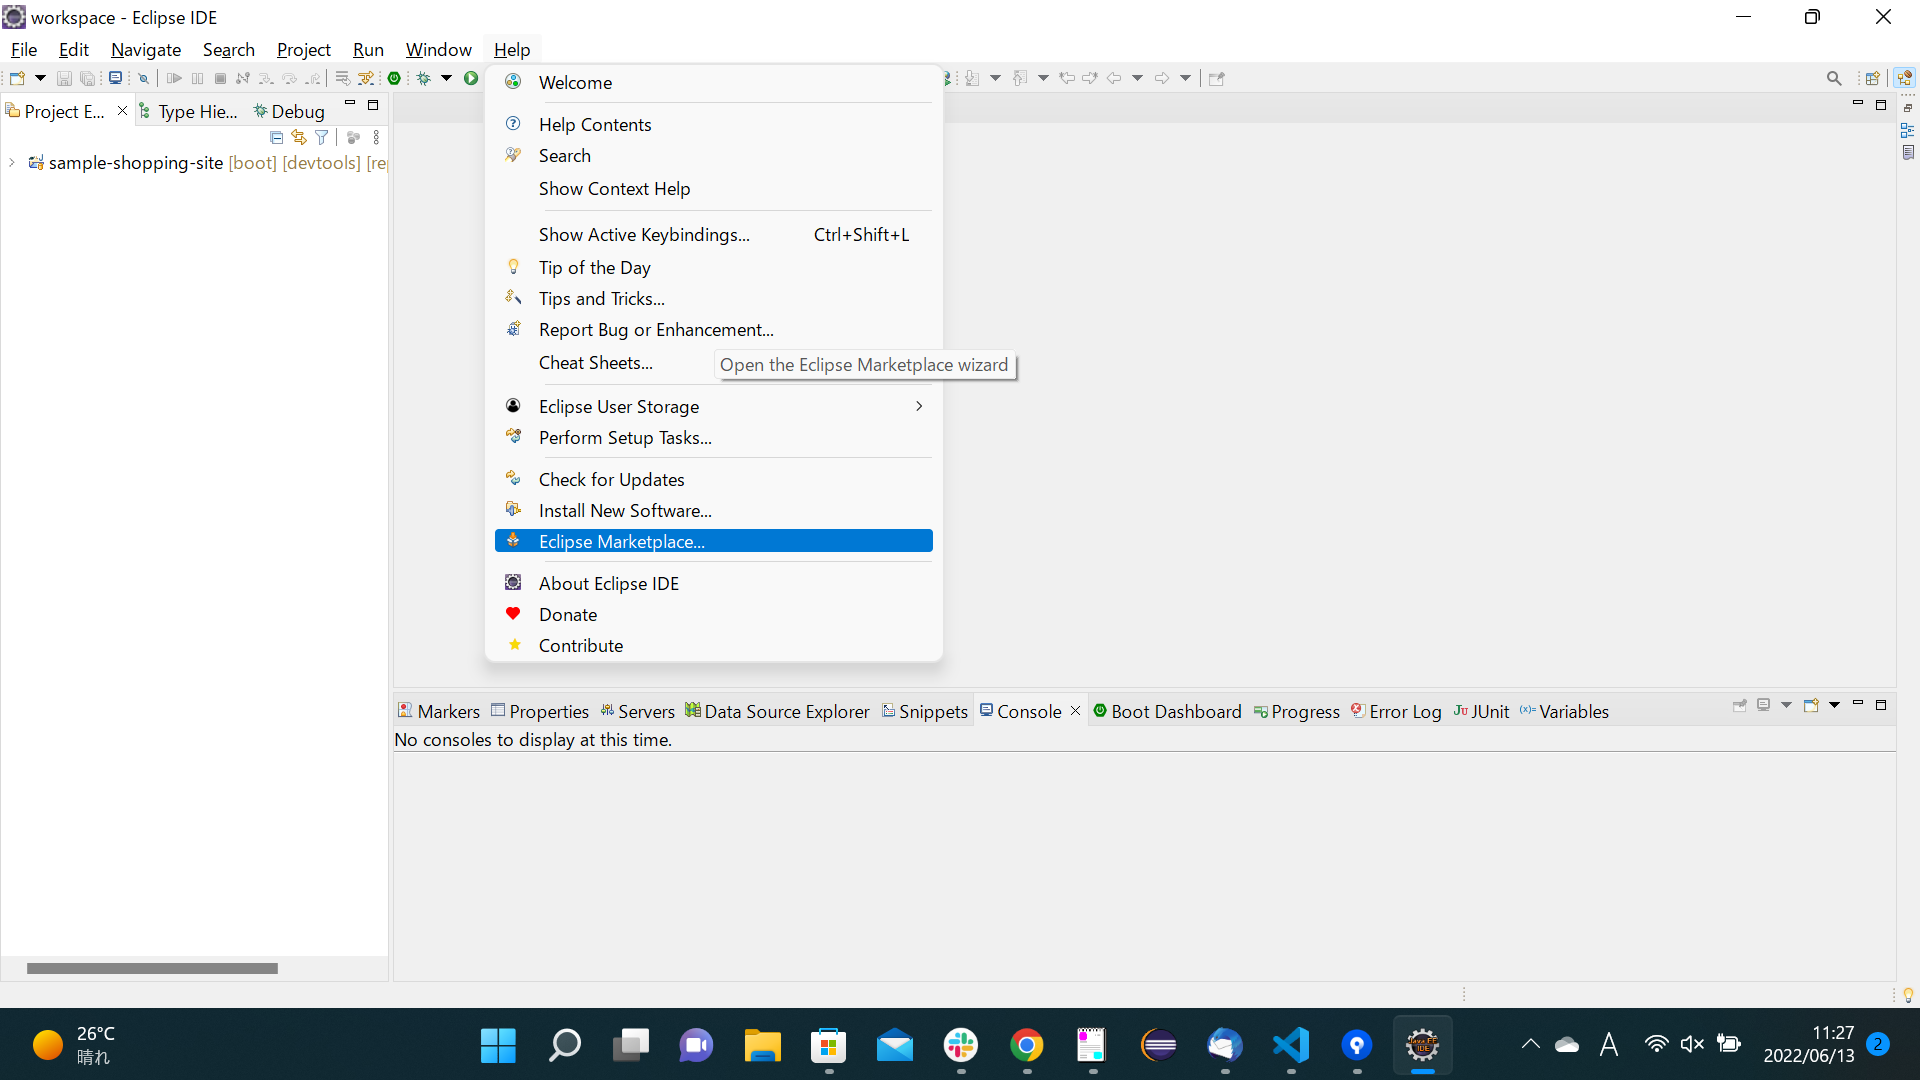 workspace - Eclipse IDE
File Edit Navigate Search Project Run Window Help
Project E... Type Hie... Debug
sample-shopping-site [boot] [devtools] [re
Welcome
Help Contents
Search
Show Context Help
Show Active Keybindings... Ctrl+Shift+L
Tip of the Day
Tips and Tricks...
Report Bug or Enhancement...
Cheat Sheets...
Open the Eclipse Marketplace wizard
Eclipse User Storage
Perform Setup Tasks...
Check for Updates
Install New Software...
Eclipse Marketplace...
About Eclipse IDE
Donate
Contribute
Markers Properties Servers Data Source Explorer Snippets Console Boot Dashboard Progress Error Log JUnit Variables
No consoles to display at this time.
26°C
晴れ
A
11:27
2022/06/13
2